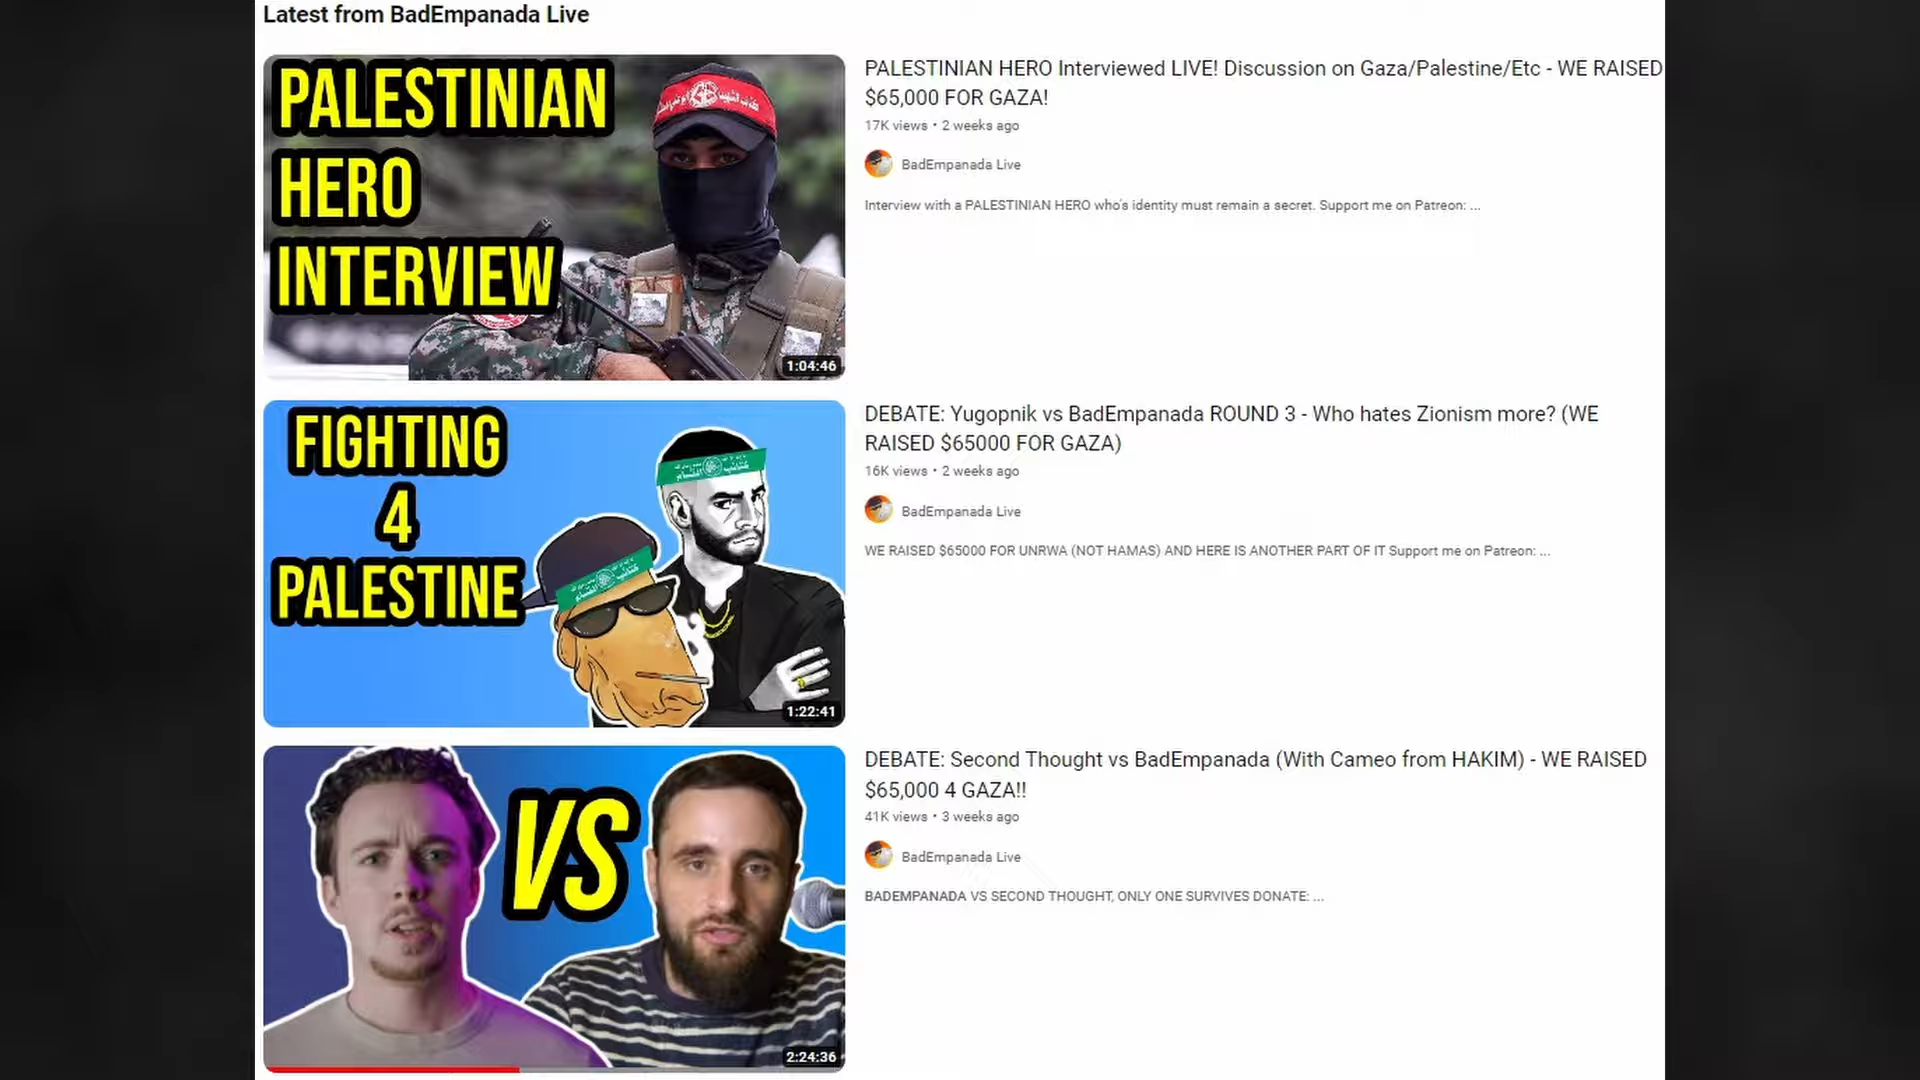 Latest from BadEmpanada Live
PALESTINIAN
HERO
INTERVIEW
1:04:46
PALESTINIAN HERO Interviewed LIVE! Discussion on Gaza/Palestine/Etc - WE RAISED
$65,000 FOR GAZA!
17K views • 2 weeks ago
BadEmpanada Live
Interview with a PALESTINIAN HERO who's identity must remain a secret. Support me on Patreon: ...
FIGHTING
4
PALESTINE
1:22:41
DEBATE: Yugopnik vs BadEmpanada ROUND 3 - Who hates Zionism more? (WE
RAISED $65000 FOR GAZA)
16K views • 2 weeks ago
BadEmpanada Live
WE RAISED $65000 FOR UNRWA (NOT HAMAS) AND HERE IS ANOTHER PART OF IT Support me on Patreon: ...
VS
2:24:36
DEBATE: Second Thought vs BadEmpanada (With Cameo from HAKIM) - WE RAISED
$65,000 4 GAZA!!
41K views • 3 weeks ago
BadEmpanada Live
BADEMPANADA VS SECOND THOUGHT, ONLY ONE SURVIVES DONATE: ...